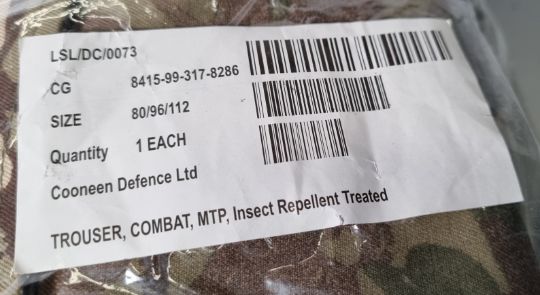 LSL/DC/0073
CG 8415-99-317-8286
SIZE 80/96/112
Quantity 1 EACH
Cooneen Defence Ltd
TROUSER, COMBAT, MTP, Insect Repellent Treated